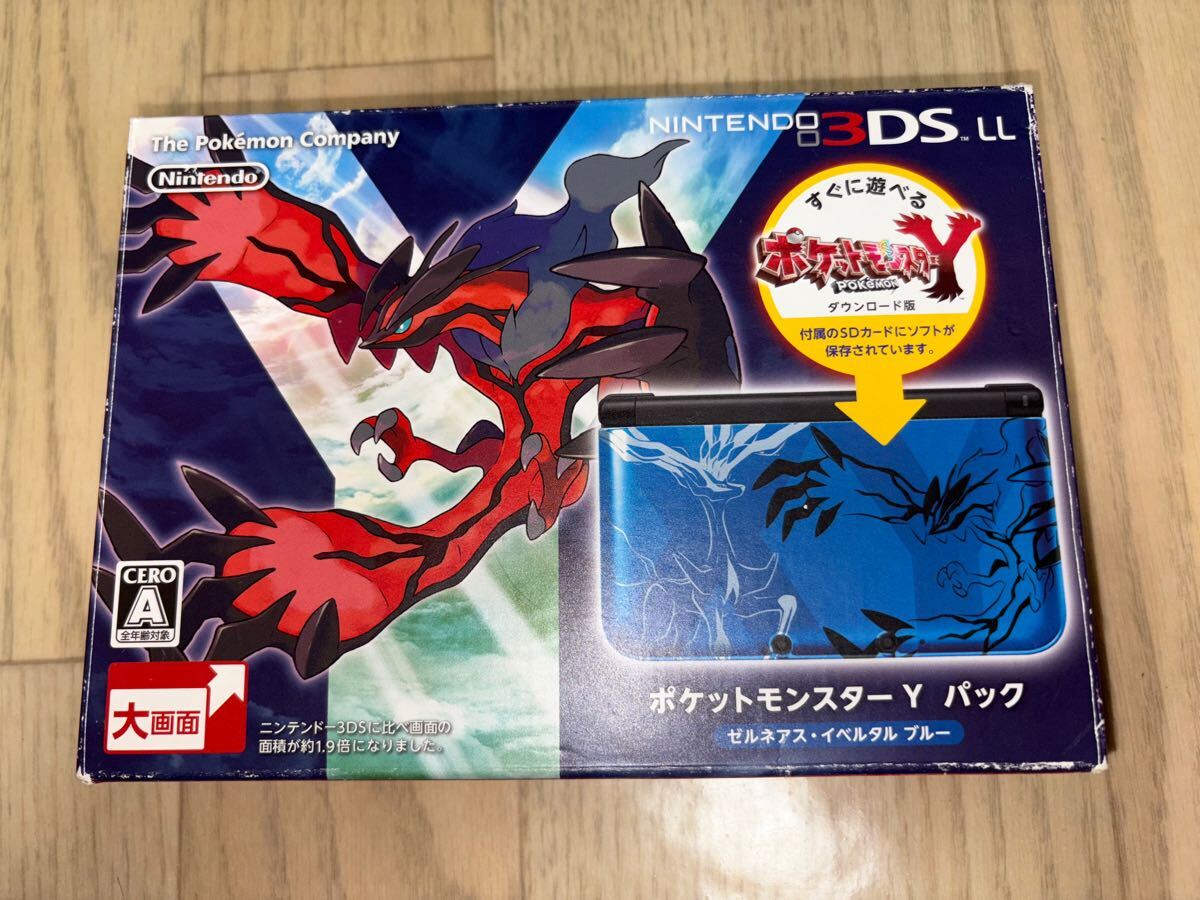 The Pokémon Company
Nintendo
NINTENDO 3DS™ LL
すぐに遊べる
ポケットモンスターY
POKéMON
ダウンロード版
付属のSDカードにソフトが
保存されています。
CERO
A
全年齢対象
大画面
ニンテンドー3DSに比べ画面の
面積が約1.9倍になりました。
ポケットモンスター Y パック
ゼルネアス・イベルタル ブルー